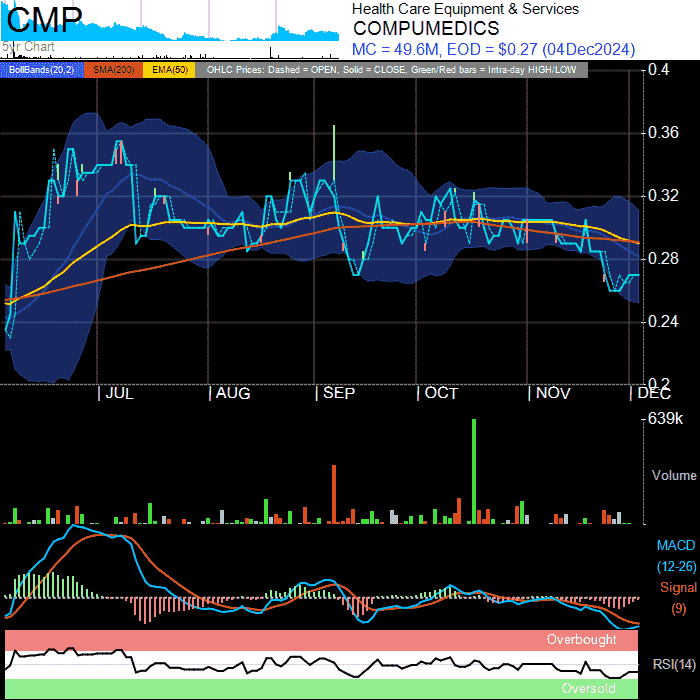 CMP
5yr Chart
Health Care Equipment & Services
COMPUMEDICS
MC = 49.6M, EOD = $0.27 (04Dec2024)
BollBands(20,2) SMA(200) EMA(50) OHLC Prices: Dashed = OPEN, Solid = CLOSE, Green/Red bars = Intra-day HIGH/LOW
0.4
0.36
0.32
0.28
0.24
0.2
| JUL | AUG | SEP | OCT | NOV | DEC
639k
Volume
MACD
(12-26)
Signal
(9)
Overbought
RSI(14)
Oversold